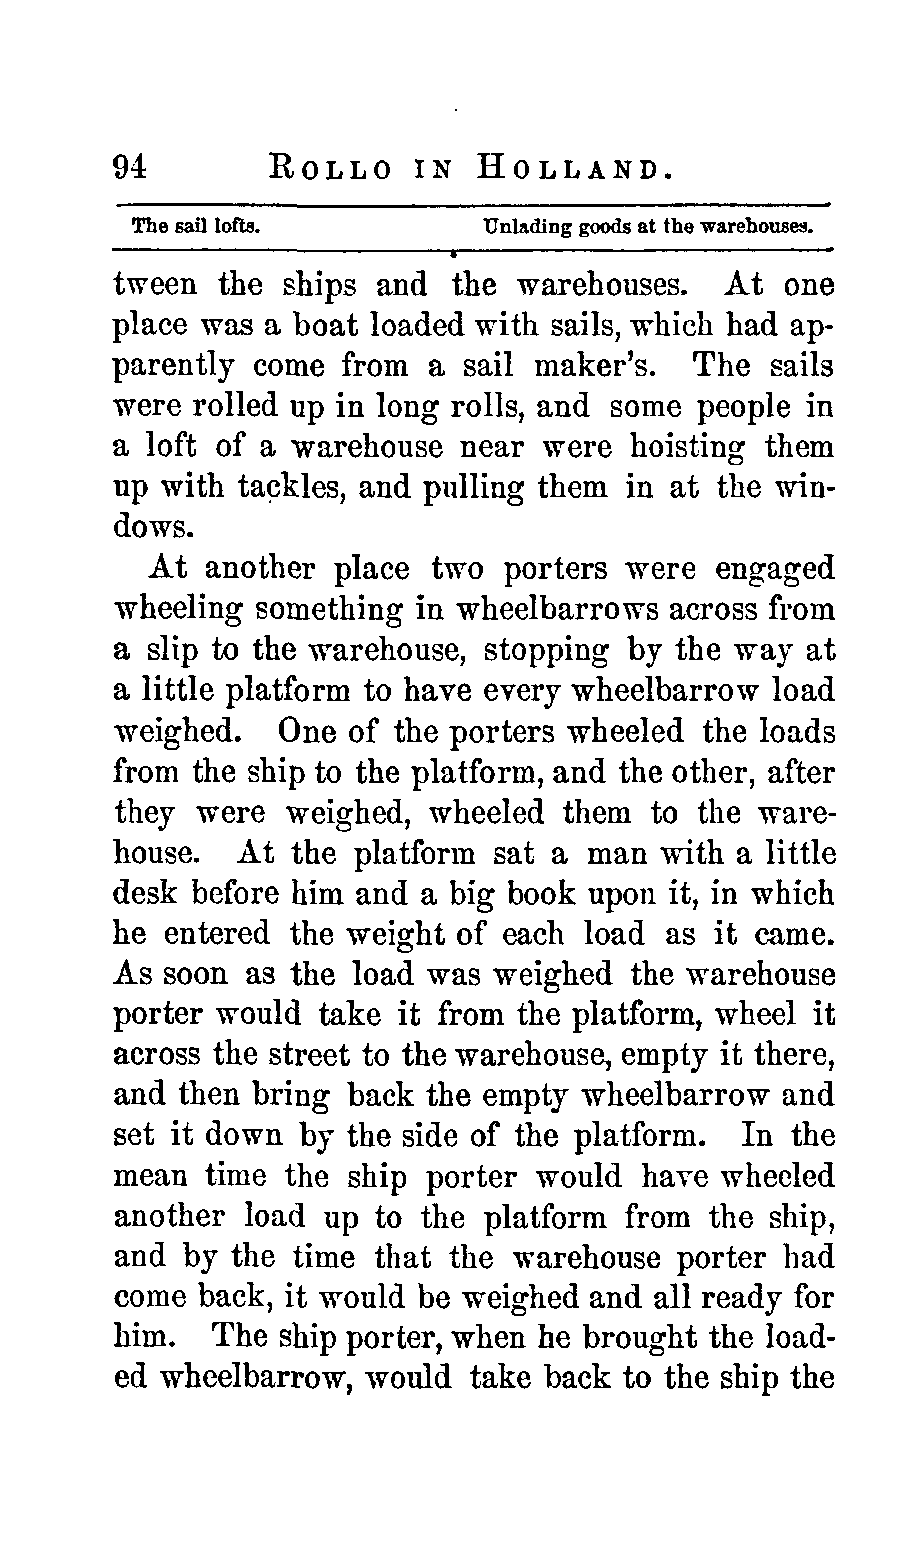 94 ROLLO IN HOLLAND.
The sail lofts. Unlading goods at the warehouses.
tween the ships and the warehouses. At one
place was a boat loaded with sails, which had ap-
parently come from a sail maker's. The sails
were rolled up in long rolls, and some people in
a loft of a warehouse near were hoisting them
up with tackles, and pulling them in at the win-
dows.
At another place two porters were engaged
wheeling something in wheelbarrows across from
a slip to the warehouse, stopping by the way at
a little platform to have every wheelbarrow load
weighed. One of the porters wheeled the loads
from the ship to the platform, and the other, after
they were weighed, wheeled them to the ware-
house. At the platform sat a man with a little
desk before him and a big book upon it, in which
he entered the weight of each load as it came.
As soon as the load was weighed the warehouse
porter would take it from the platform, wheel it
across the street to the warehouse, empty it there,
and then bring back the empty wheelbarrow and
set it down by the side of the platform. In the
mean time the ship porter would have wheeled
another load up to the platform from the ship,
and by the time that the warehouse porter had
come back, it would be weighed and all ready for
him. The ship porter, when he brought the load-
ed wheelbarrow, would take back to the ship the